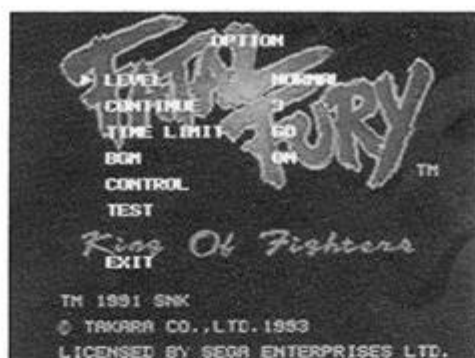 OPTION
FATAL FURY TM
LEVEL NORMAL
CONTINUE 3
TIME LIMIT 60
BGM ON
CONTROL
TEST
King Of Fighters
EXIT
TM 1991 SNK
© TAKARA CO.,LTD.1993
LICENSED BY SEGA ENTERPRISES LTD.